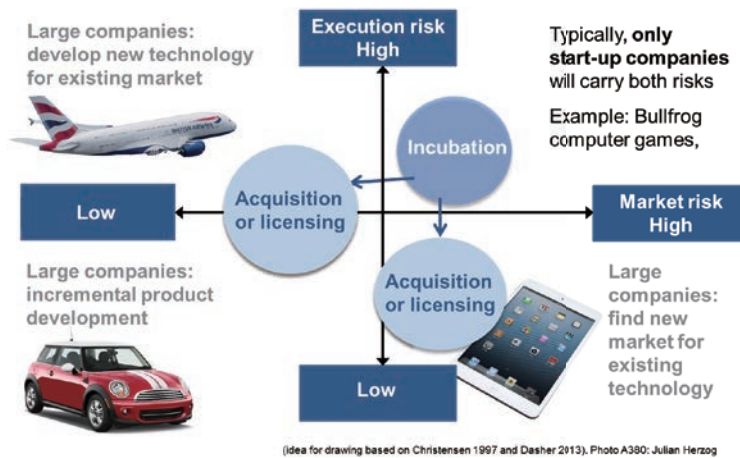 Large companies:
develop new technology
for existing market
Execution risk
High
Typically, only
start-up companies
will carry both risks
Example: Bullfrog
computer games,
BRITISH AIRWAYS
Incubation
Low
Acquisition
or licensing
Market risk
High
Large companies:
incremental product
development
Acquisition
or licensing
Large
companies:
find new
market for
existing
technology
Low
(idea for drawing based on Christensen 1997 and Dasher 2013). Photo A380: Julian Herzog